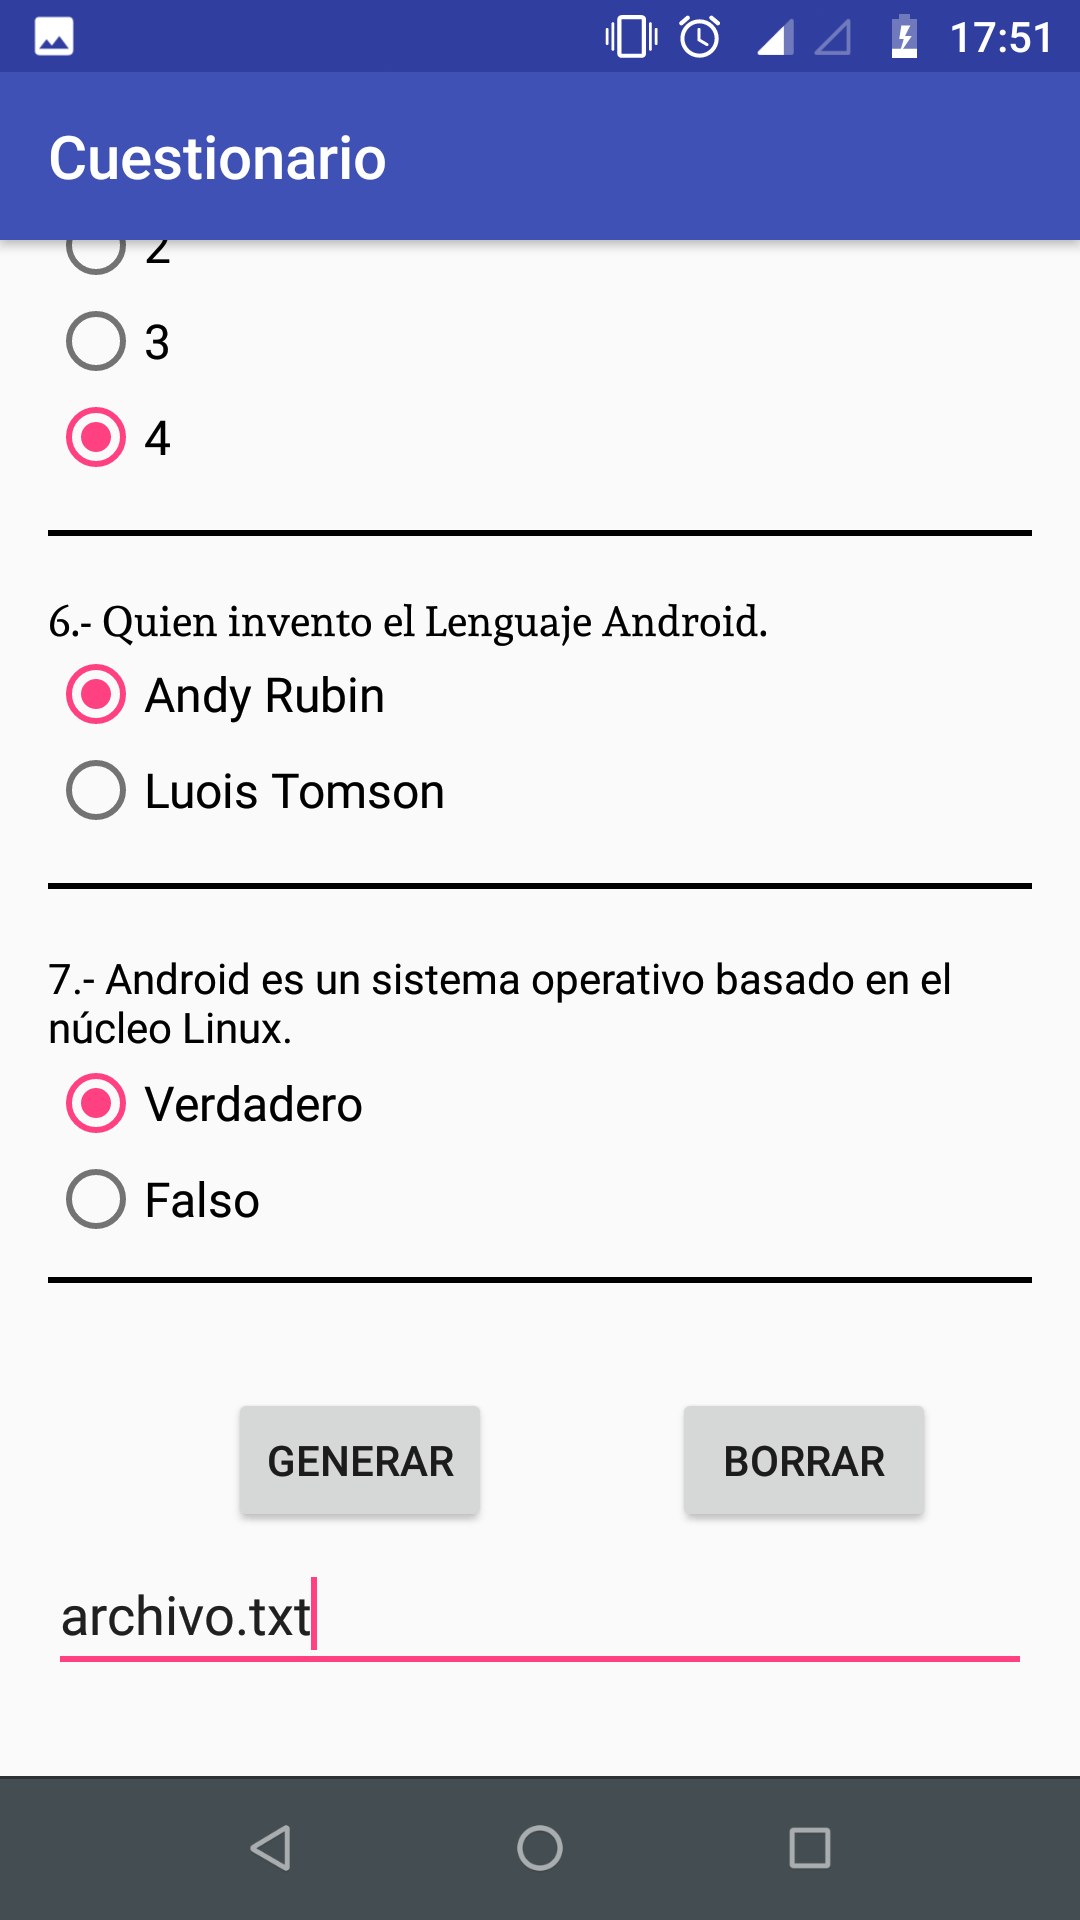 17:51
Cuestionario
2
3
4
6.- Quien invento el Lenguaje Android.
Andy Rubin
Luois Tomson
7.- Android es un sistema operativo basado en el
núcleo Linux.
Verdadero
Falso
GENERAR BORRAR
archivo.txt